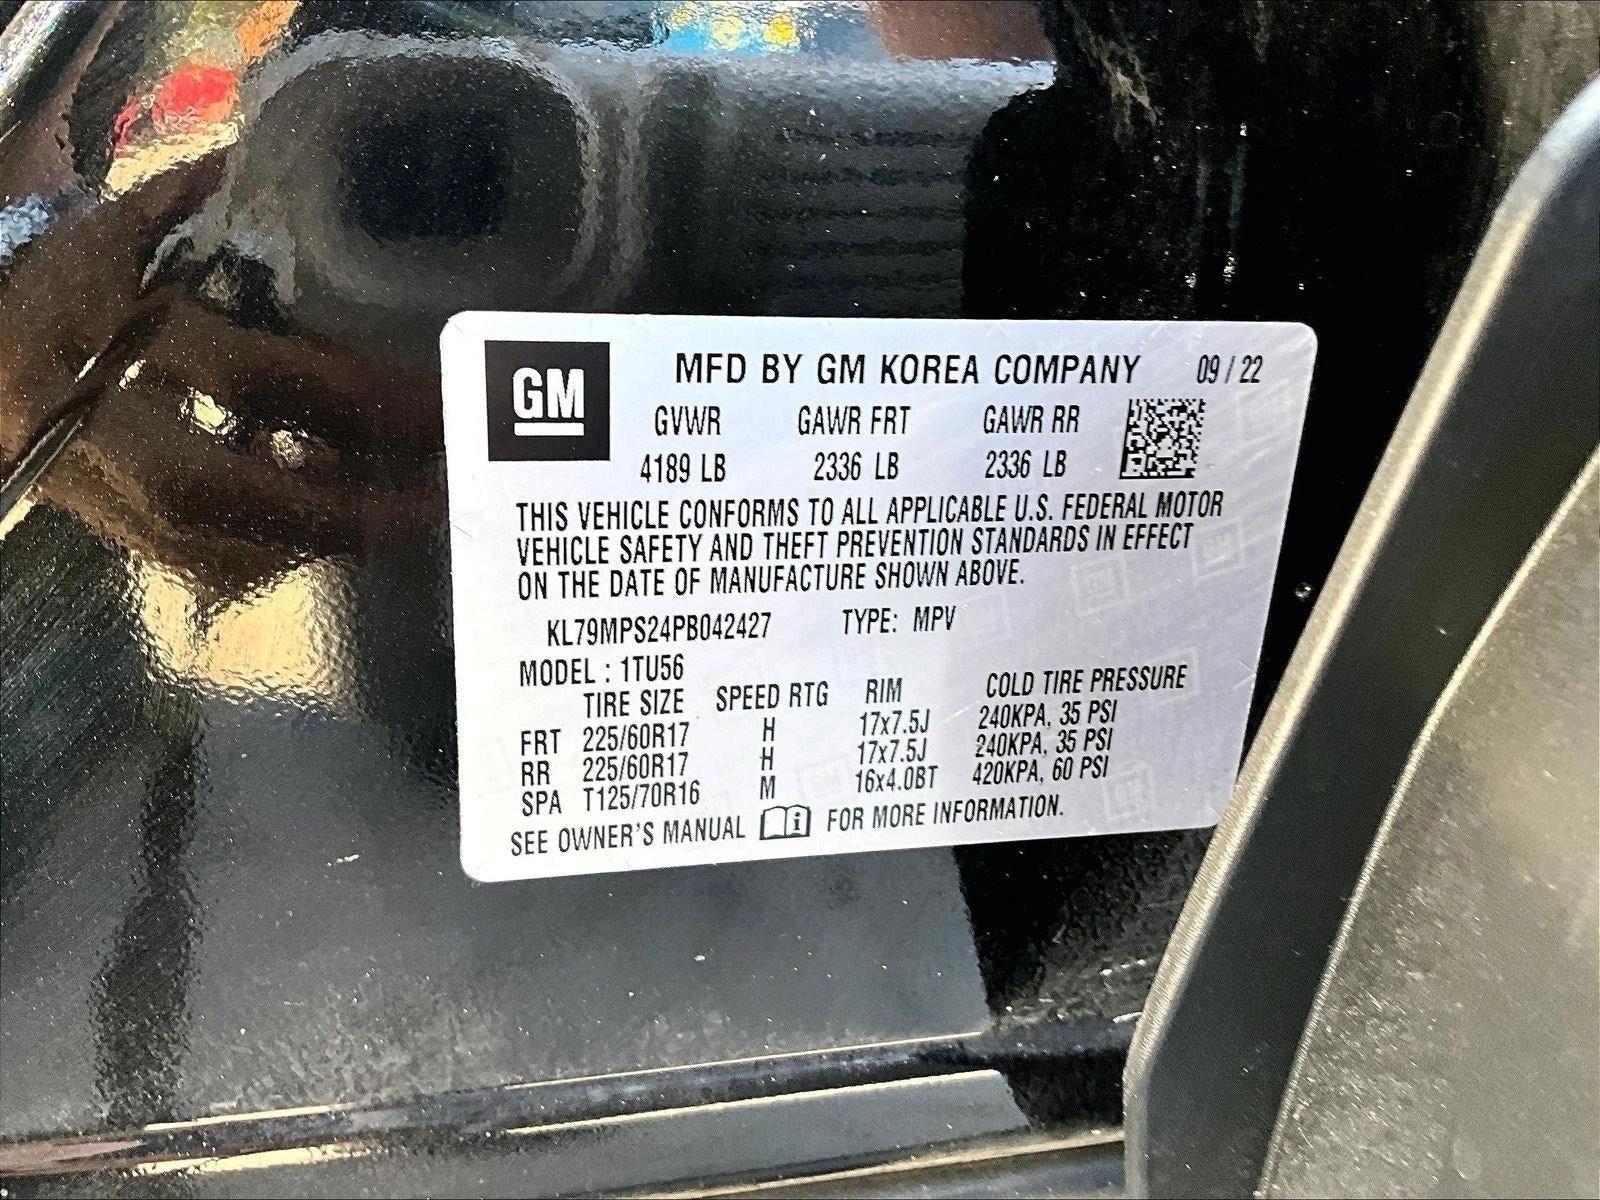 GM
MFD BY GM KOREA COMPANY 09 / 22
GVWR GAWR FRT GAWR RR
4189 LB 2336 LB 2336 LB
THIS VEHICLE CONFORMS TO ALL APPLICABLE U.S. FEDERAL MOTOR
VEHICLE SAFETY AND THEFT PREVENTION STANDARDS IN EFFECT
ON THE DATE OF MANUFACTURE SHOWN ABOVE.
KL79MPS24PB042427 TYPE: MPV
MODEL : 1TU56
TIRE SIZE SPEED RTG RIM COLD TIRE PRESSURE
FRT 225/60R17 H 17x7.5J 240KPA, 35 PSI
RR 225/60R17 H 17x7.5J 240KPA, 35 PSI
SPA T125/70R16 M 16x4.0BT 420KPA, 60 PSI
SEE OWNER'S MANUAL i FOR MORE INFORMATION.